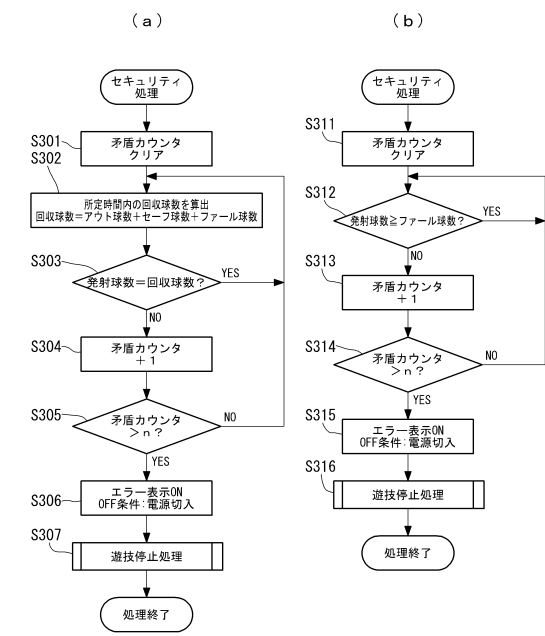 (a)
セキュリティ
処理
S301
矛盾カウンタ
クリア
S302
所定時間内の回収球数を算出
回収球数=アウト球数+セーフ球数+ファール球数
S303
発射球数=回収球数?
YES
NO
S304
矛盾カウンタ
+1
S305
矛盾カウンタ
>n?
NO
YES
S306
エラー表示ON
OFF条件:電源切入
S307
遊技停止処理
処理終了
(b)
セキュリティ
処理
S311
矛盾カウンタ
クリア
S312
発射球数≧ファール球数?
YES
NO
S313
矛盾カウンタ
+1
S314
矛盾カウンタ
>n?
NO
YES
S315
エラー表示ON
OFF条件:電源切入
S316
遊技停止処理
処理終了